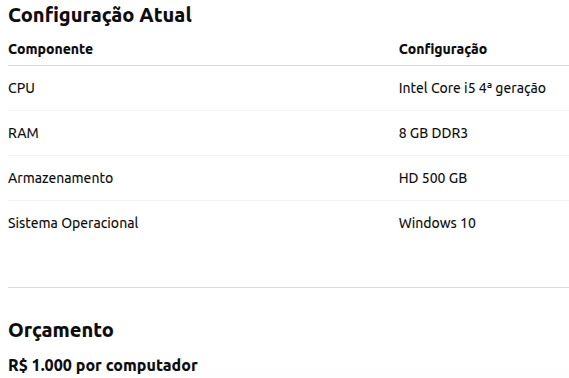 Configuração Atual
Componente Configuração
CPU Intel Core i5 4ª geração
RAM 8 GB DDR3
Armazenamento HD 500 GB
Sistema Operacional Windows 10
Orçamento
R$ 1.000 por computador